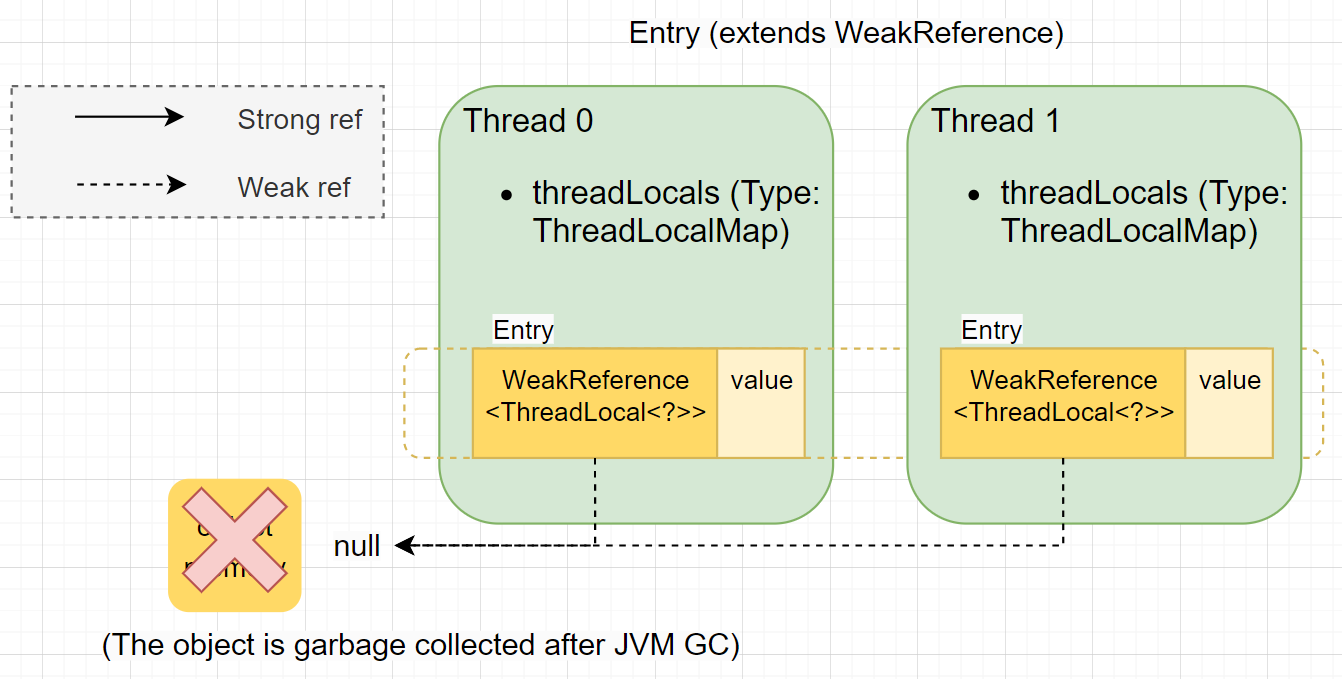 Entry (extends WeakReference)
Strong ref
Weak ref
Thread 0
threadLocals (Type:
ThreadLocalMap)
Entry
WeakReference
<ThreadLocal<?>>
value
Thread 1
threadLocals (Type:
ThreadLocalMap)
Entry
WeakReference
<ThreadLocal<?>>
value
null
(The object is garbage collected after JVM GC)